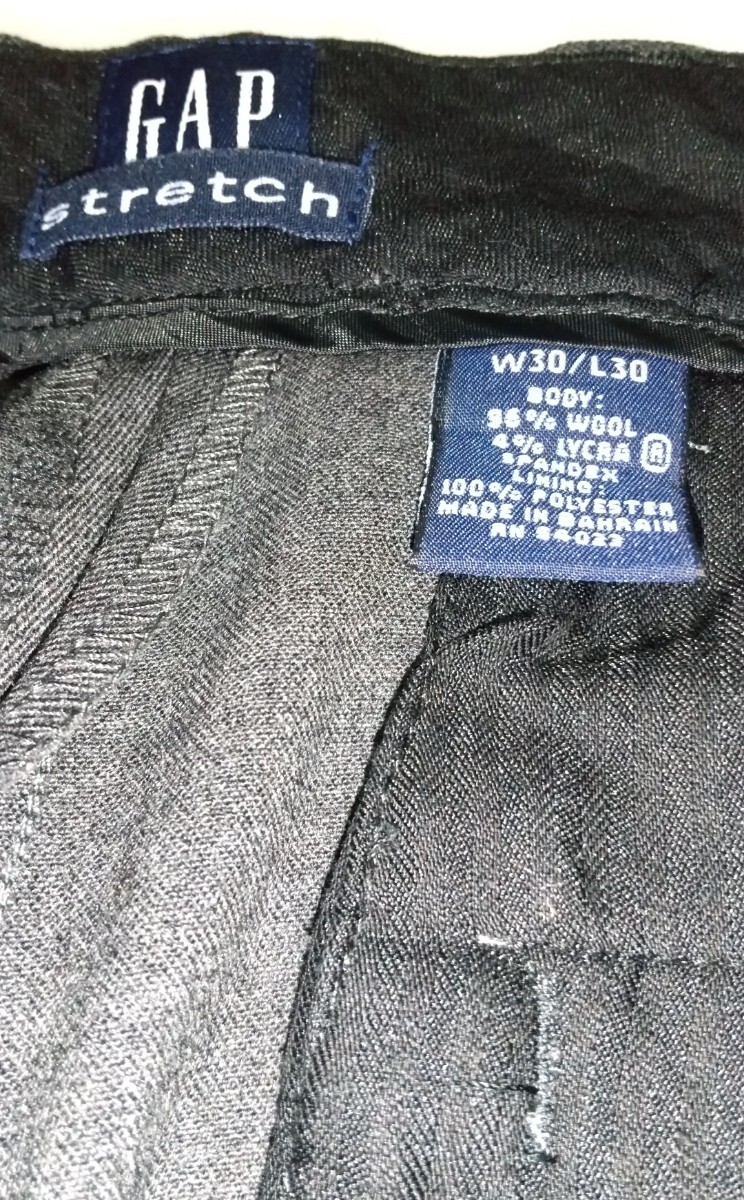 GAP
stretch
W30/L30
BODY:
96% WOOL
4% LYCRA ®
SPANDEX
LINING:
100% POLYESTER
MADE IN BAHRAIN
RN 54023